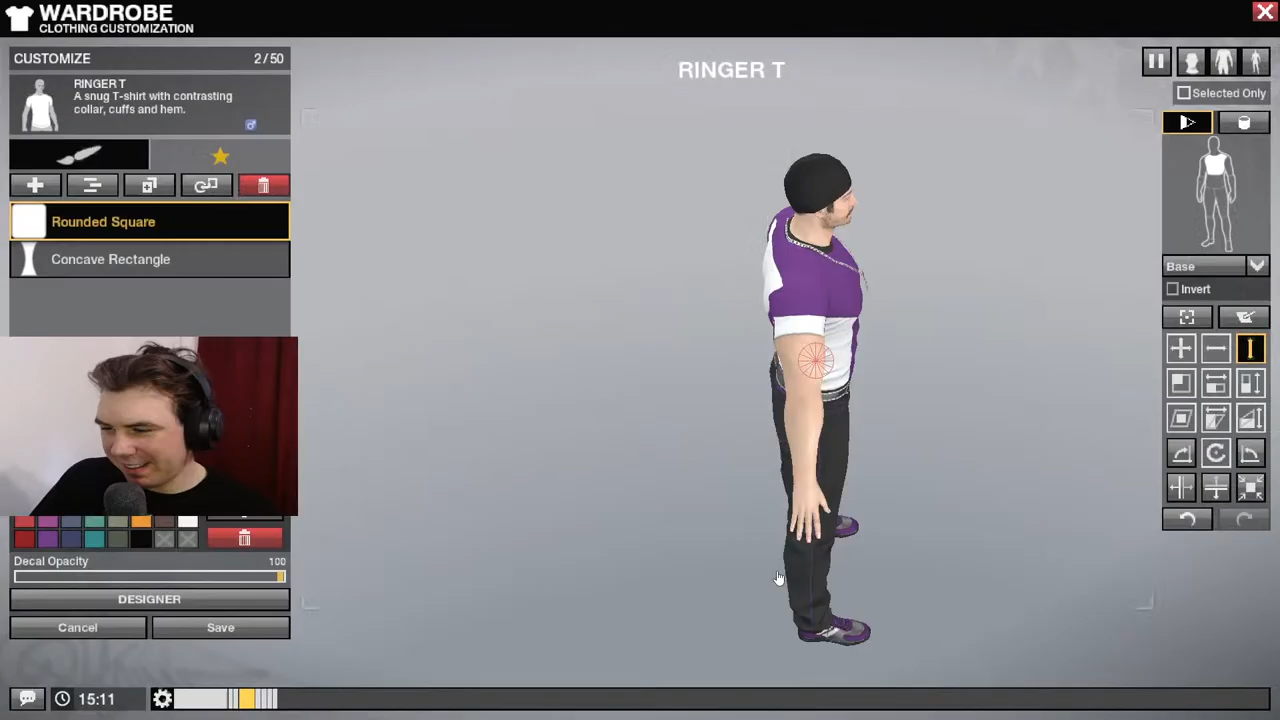 WARDROBE
CLOTHING CUSTOMIZATION
CUSTOMIZE 2/50
RINGER T
A snug T-shirt with contrasting
collar, cuffs and hem.
Rounded Square
Concave Rectangle
Decal Opacity 100
DESIGNER
Cancel Save
15:11
RINGER T
Selected Only
Base
Invert